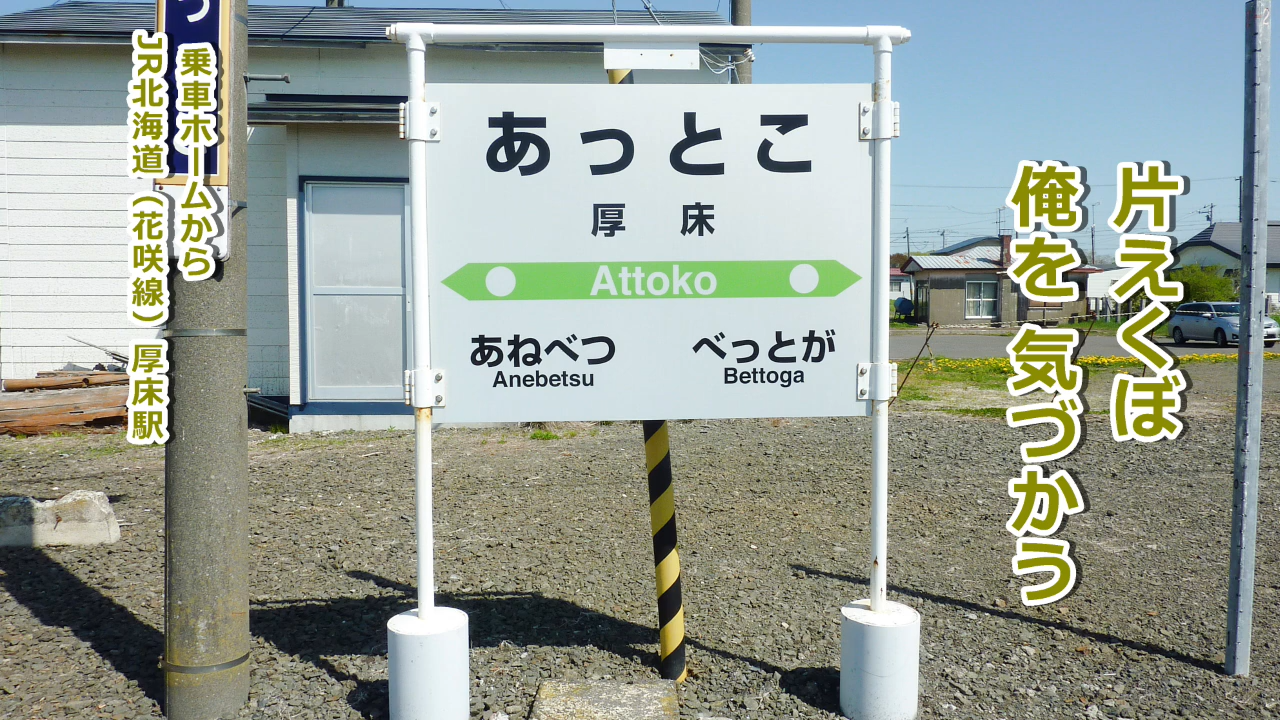 片えくぼ
俺を 気づかう
あっとこ
厚床
Attoko
あねべつ べっとが
Anebetsu Bettoga
つ
乗車ホームから
JR北海道（花咲線）厚床駅
2